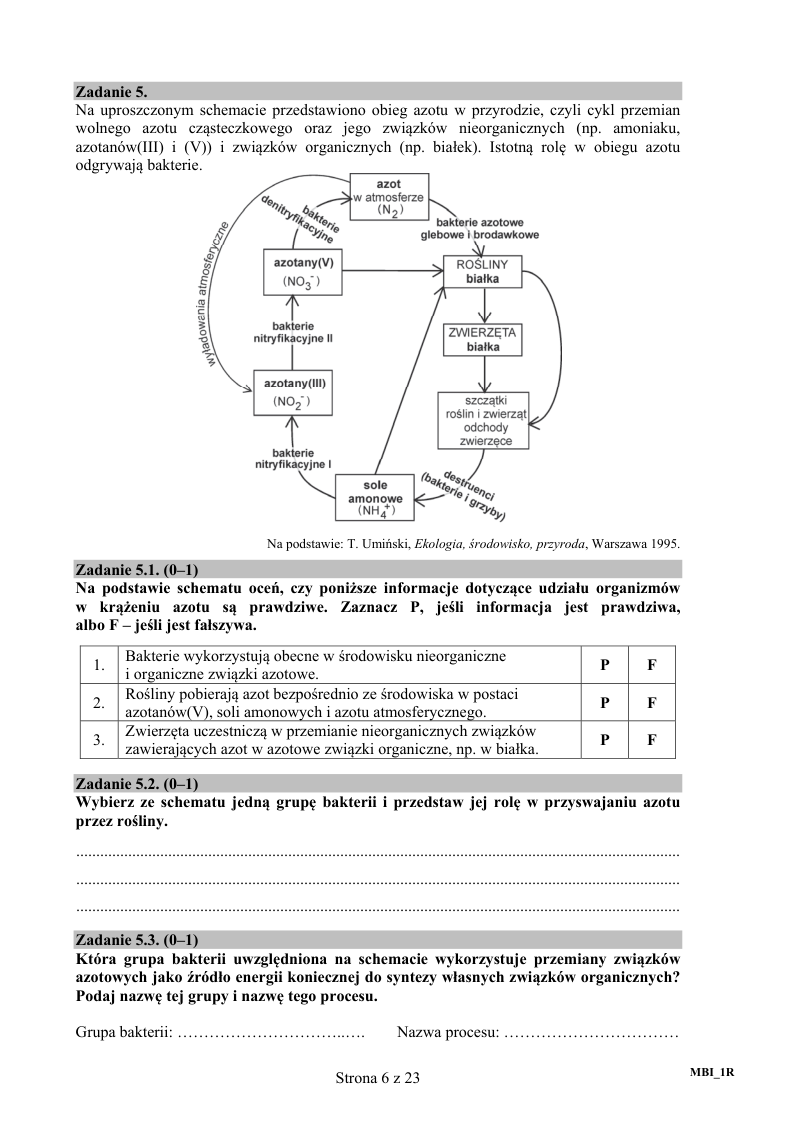 Zadanie 5.
Na uproszczonym schemacie przedstawiono obieg azotu w przyrodzie, czyli cykl przemian
wolnego azotu cząsteczkowego oraz jego związków nieorganicznych (np. amoniaku,
azotanów(III) i (V)) i związków organicznych (np. białek). Istotną rolę w obiegu azotu
odgrywają bakterie.
azot
w atmosferze
(N2)
bakterie
denitryfikacyjne
bakterie azotowe
glebowe i brodawkowe
wyładowania atmosferyczne
azotany(V)
(NO3-)
ROŚLINY
białka
bakterie
nitryfikacyjne II
ZWIERZĘTA
białka
azotany(III)
(NO2-)
szczątki
roślin i zwierząt
odchody
zwierzęce
bakterie
nitryfikacyjne I
destruenci
(bakterie i grzyby)
sole
amonowe
(NH4+)
Na podstawie: T. Umiński, Ekologia, środowisko, przyroda, Warszawa 1995.
Zadanie 5.1. (0–1)
Na podstawie schematu oceń, czy poniższe informacje dotyczące udziału organizmów
w krążeniu azotu są prawdziwe. Zaznacz P, jeśli informacja jest prawdziwa,
albo F – jeśli jest fałszywa.
1. Bakterie wykorzystują obecne w środowisku nieorganiczne
i organiczne związki azotowe. P F
2. Rośliny pobierają azot bezpośrednio ze środowiska w postaci
azotanów(V), soli amonowych i azotu atmosferycznego. P F
3. Zwierzęta uczestniczą w przemianie nieorganicznych związków
zawierających azot w azotowe związki organiczne, np. w białka. P F
Zadanie 5.2. (0–1)
Wybierz ze schematu jedną grupę bakterii i przedstaw jej rolę w przyswajaniu azotu
przez rośliny.
Zadanie 5.3. (0–1)
Która grupa bakterii uwzględniona na schemacie wykorzystuje przemiany związków
azotowych jako źródło energii koniecznej do syntezy własnych związków organicznych?
Podaj nazwę tej grupy i nazwę tego procesu.
Grupa bakterii: ………………………….…. Nazwa procesu: ……………………………
Strona 6 z 23
MBI_1R